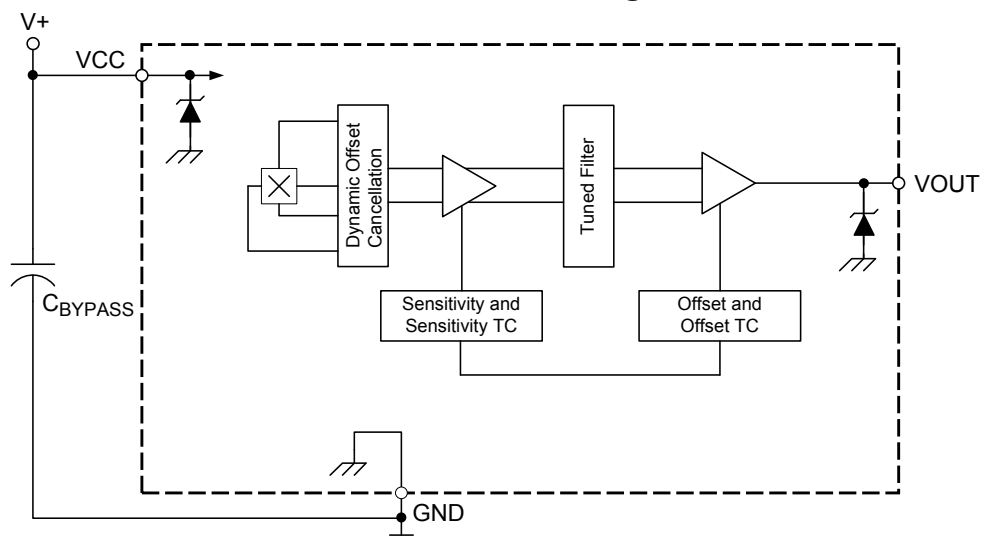 V+
VCC
Dynamic Offset
Cancellation
Tuned Filter
VOUT
CBYPASS
Sensitivity and
Sensitivity TC
Offset and
Offset TC
GND